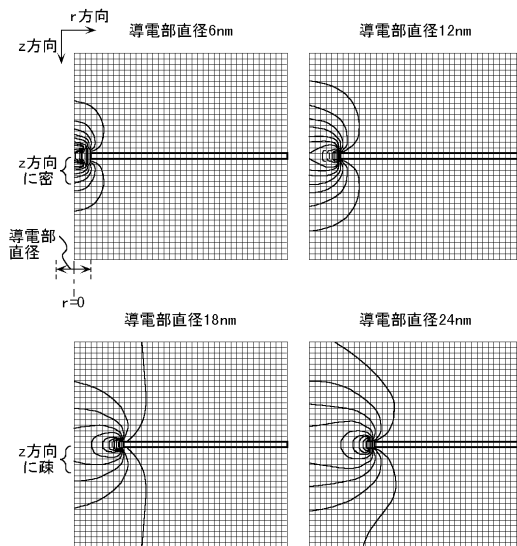 r方向
z方向
導電部直径6nm
導電部直径12nm
z方向
に密
導電部
直径
r=0
導電部直径18nm
導電部直径24nm
z方向
に疎